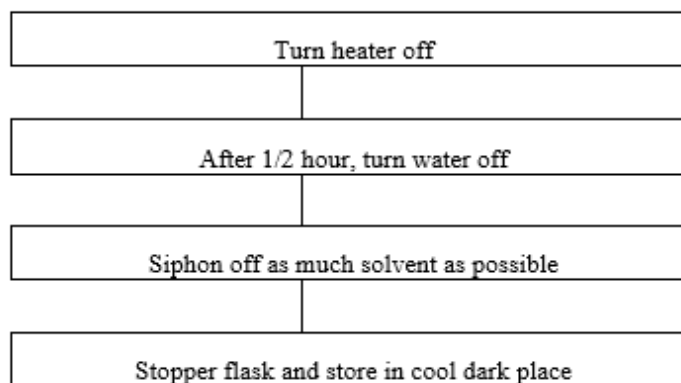 Turn heater off
After 1/2 hour, turn water off
Siphon off as much solvent as possible
Stopper flask and store in cool dark place